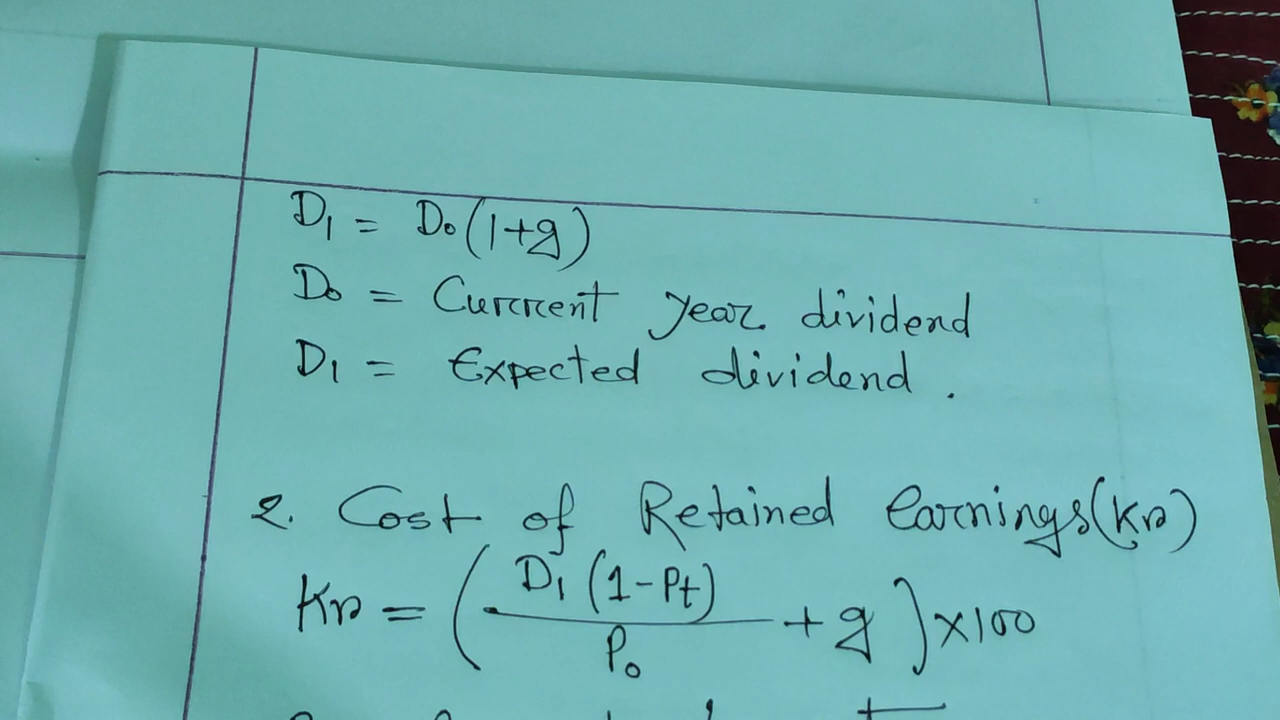 D₁ = D₀(1+g)
D₀ = Current year dividend
D₁ = Expected dividend.
2. Cost of Retained earnings(Kr)
Kr = (D₁(1-Pt)/P₀ + g)×100